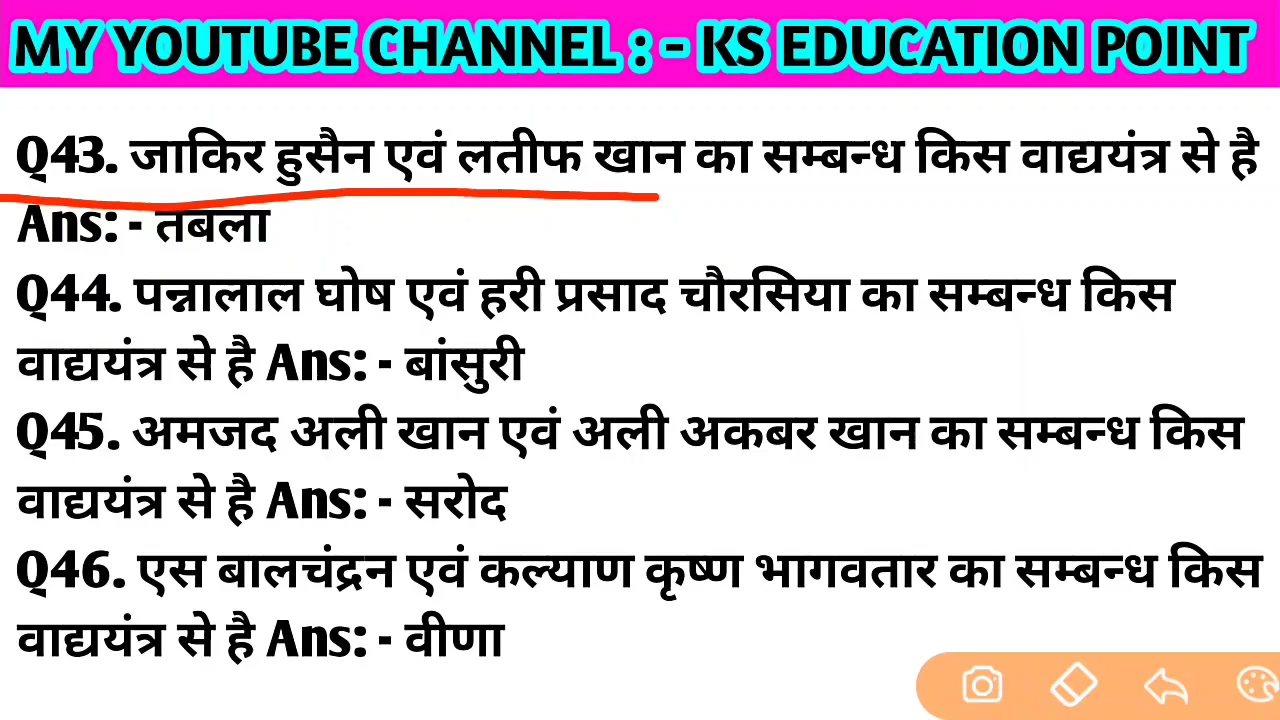 MY YOUTUBE CHANNEL : - KS EDUCATION POINT
Q43. जाकिर हुसैन एवं लतीफ खान का सम्बन्ध किस वाद्ययंत्र से है
Ans: - तबला
Q44. पन्नालाल घोष एवं हरी प्रसाद चौरसिया का सम्बन्ध किस
वाद्ययंत्र से है Ans: - बांसुरी
Q45. अमजद अली खान एवं अली अकबर खान का सम्बन्ध किस
वाद्ययंत्र से है Ans: - सरोद
Q46. एस बालचंद्रन एवं कल्याण कृष्ण भागवतार का सम्बन्ध किस
वाद्ययंत्र से है Ans: - वीणा